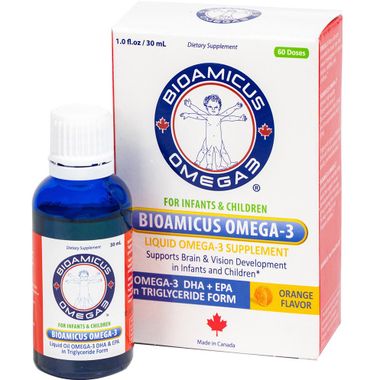 1.0 fl.oz / 30 mL
Dietary Supplement
60 Doses
BIOAMICUS
OMEGA3
®
FOR INFANTS & CHILDREN
BIOAMICUS OMEGA-3
LIQUID OMEGA-3 SUPPLEMENT
Supports Brain & Vision Development
in Infants and Children*
OMEGA-3 DHA + EPA
in TRIGLYCERIDE FORM
ORANGE
FLAVOR
Made in Canada
Dietary Supplement
30 mL
BIOAMICUS
OMEGA3
FOR INFANTS & CHILDREN
BIOAMICUS OMEGA-3
Liquid Oil OMEGA-3 DHA & EPA
in Triglyceride Form